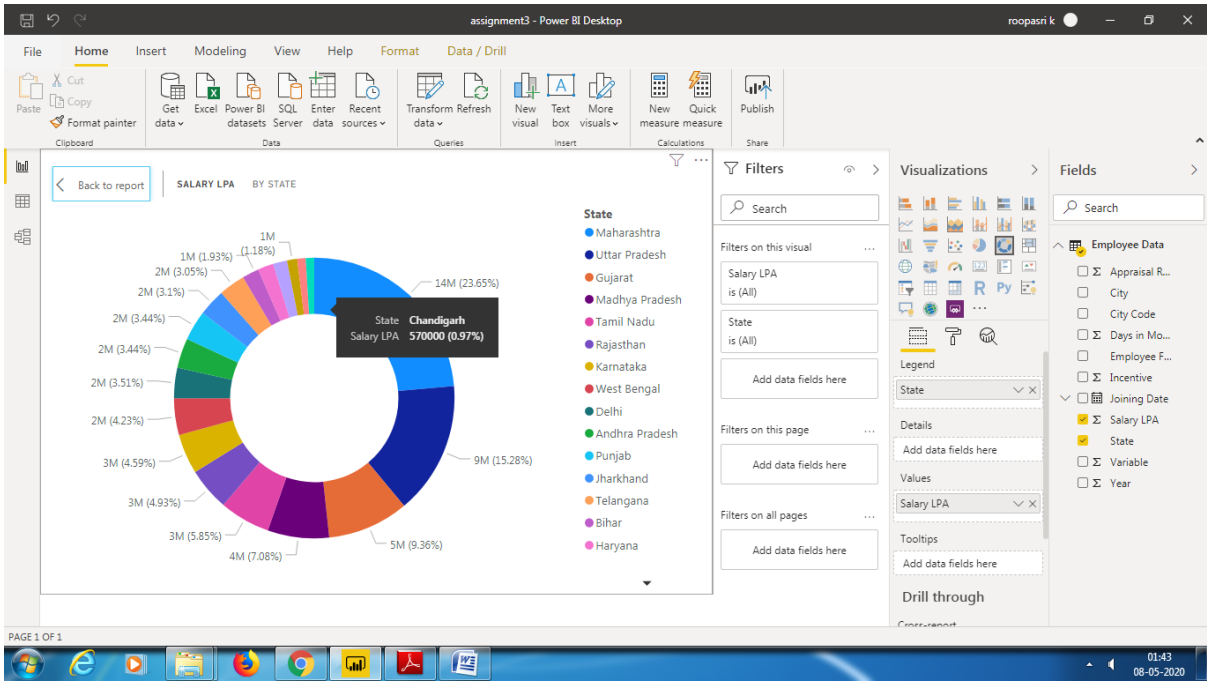 assignment3 - Power BI Desktop
roopasri k
File Home Insert Modeling View Help Format Data / Drill
Paste
Cut
Copy
Format painter
Clipboard
Get data
Excel
Power BI datasets
SQL Server
Enter data
Recent sources
Data
Transform data
Refresh
Queries
New visual
Text box
More visuals
Insert
New measure
Quick measure
Calculations
Publish
Share
Back to report
SALARY LPA BY STATE
14M (23.65%)
9M (15.28%)
5M (9.36%)
4M (7.08%)
3M (5.85%)
3M (4.93%)
3M (4.59%)
2M (4.23%)
2M (3.51%)
2M (3.44%)
2M (3.44%)
2M (3.1%)
2M (3.05%)
1M (1.93%)
1M
(1.18%)
State Chandigarh
Salary LPA 570000 (0.97%)
State
Maharashtra
Uttar Pradesh
Gujarat
Madhya Pradesh
Tamil Nadu
Rajasthan
Karnataka
West Bengal
Delhi
Andhra Pradesh
Punjab
Jharkhand
Telangana
Bihar
Haryana
Filters
Search
Filters on this visual ...
Salary LPA
is (All)
State
is (All)
Add data fields here
Filters on this page ...
Add data fields here
Filters on all pages ...
Add data fields here
Visualizations
R Py
Legend
State
Details
Add data fields here
Values
Salary LPA
Tooltips
Add data fields here
Drill through
Cross-report
Fields
Search
Employee Data
Σ Appraisal R...
City
City Code
Σ Days in Mo...
Employee F...
Σ Incentive
Joining Date
Σ Salary LPA
State
Σ Variable
Σ Year
PAGE 1 OF 1
01:43
08-05-2020